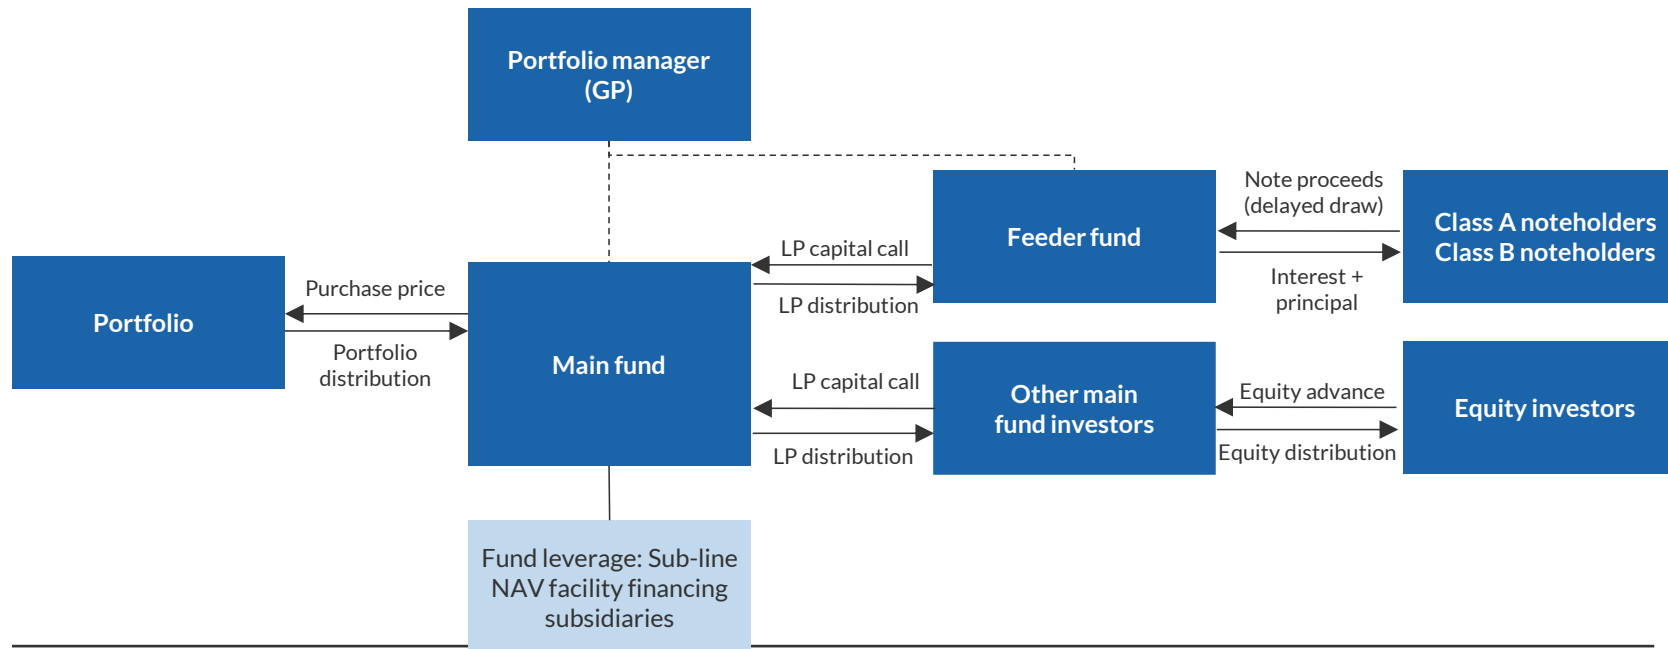 Portfolio manager
(GP)
Note proceeds
(delayed draw)
Class A noteholders
Class B noteholders
Feeder fund
LP capital call
LP distribution
Interest +
principal
Purchase price
Portfolio
Portfolio
distribution
Main fund
LP capital call
LP distribution
Other main
fund investors
Equity advance
Equity distribution
Equity investors
Fund leverage: Sub-line
NAV facility financing
subsidiaries